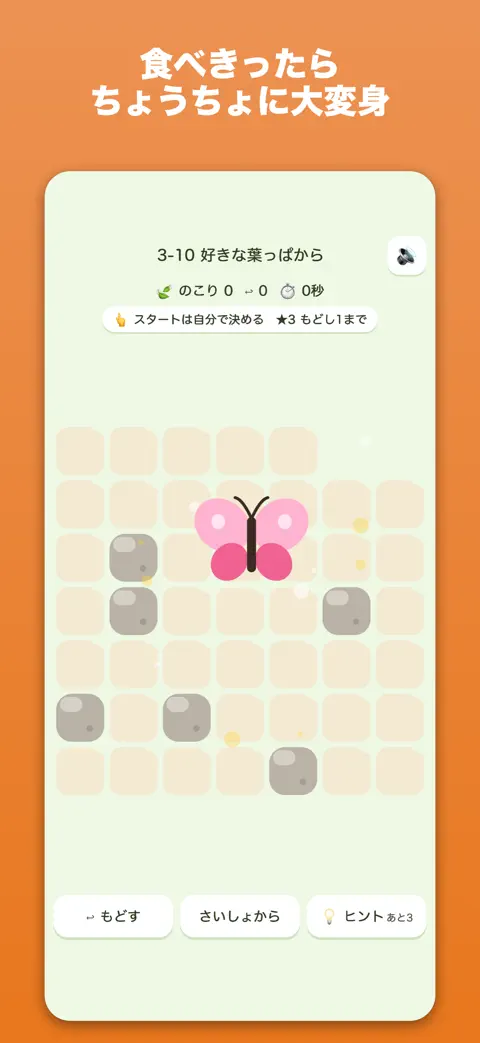 食べきったら
ちょうちょに大変身
3-10 好きな葉っぱから
のこり 0 ↩ 0 0秒
スタートは自分で決める ★3 もどし1まで
↩ もどす
さいしょから
ヒント あと3